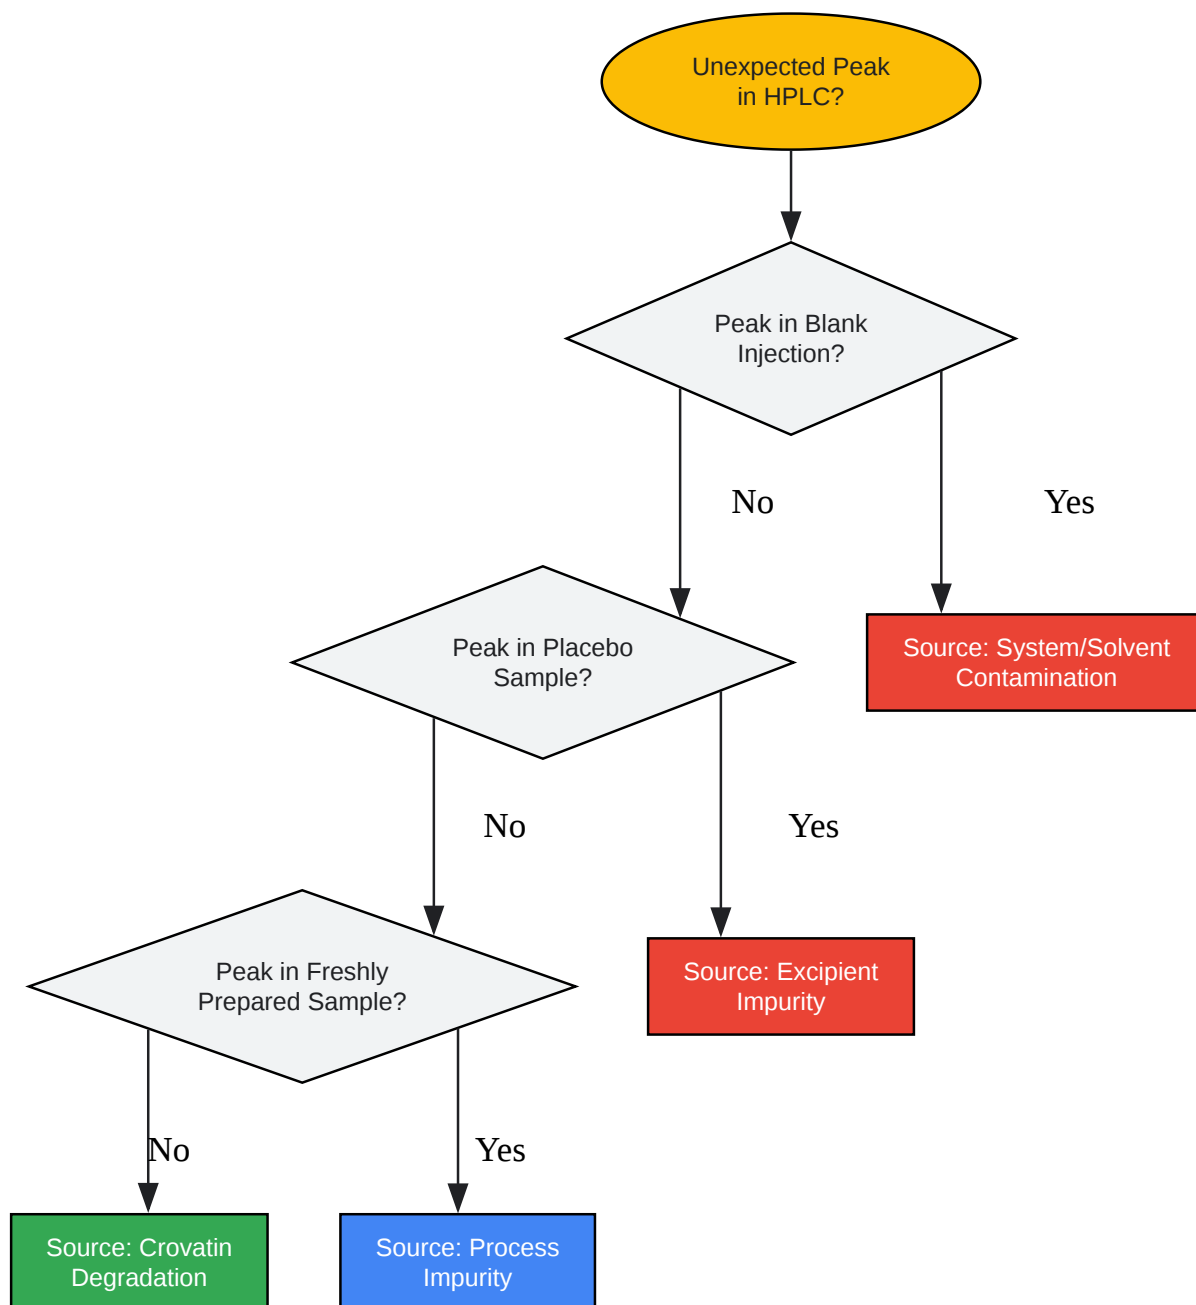 Unexpected Peak
in HPLC?
Peak in Blank
Injection?
No
Yes
Peak in Placebo
Sample?
Source: System/Solvent
Contamination
No
Yes
Peak in Freshly
Prepared Sample?
Source: Excipient
Impurity
No
Yes
Source: Crovatin
Degradation
Source: Process
Impurity